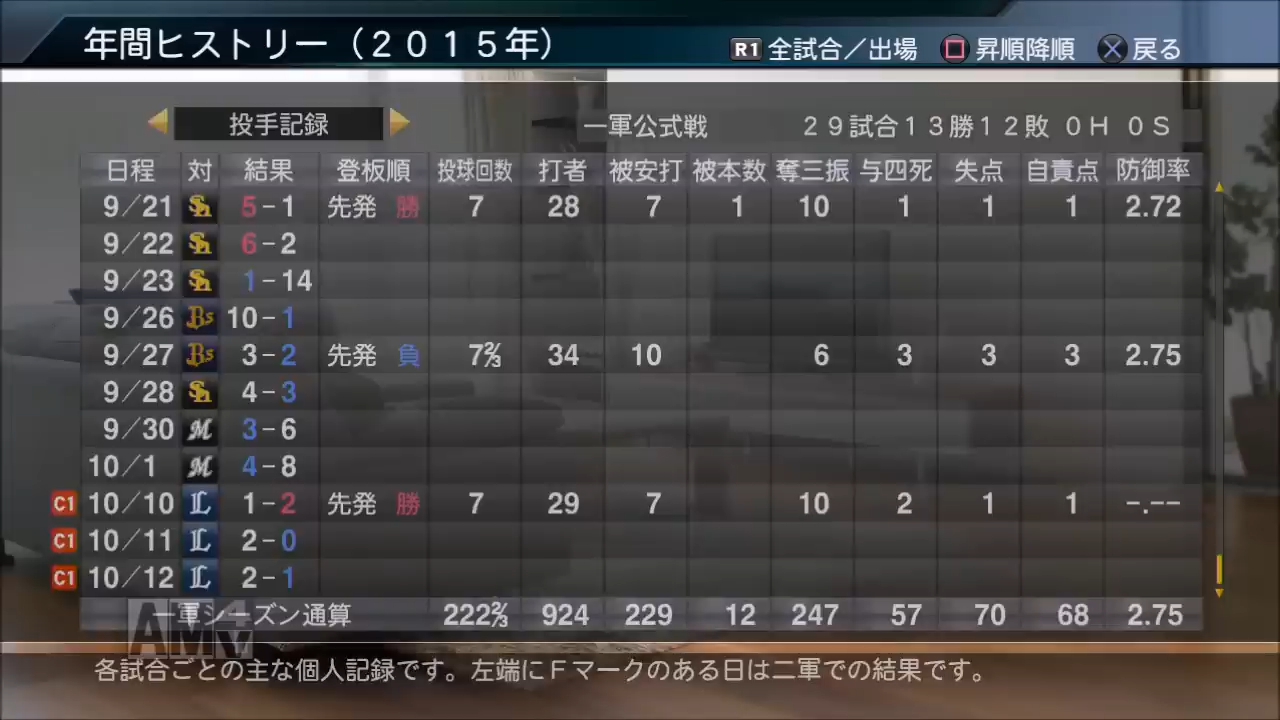 年間ヒストリー（２０１５年）
R1 全試合／出場 昇順降順 戻る
投手記録 一軍公式戦 ２９試合１３勝１２敗 ０Ｈ ０Ｓ
日程 対 結果 登板順 投球回数 打者 被安打 被本数 奪三振 与四死 失点 自責点 防御率
9／21 Sh 5－1 先発 勝 7 28 7 1 10 1 1 1 2.72
9／22 Sh 6－2
9／23 Sh 1－14
9／26 Bs 10－1
9／27 Bs 3－2 先発 負 7⅔ 34 10 6 3 3 3 2.75
9／28 Sh 4－3
9／30 M 3－6
10／1 M 4－8
C1 10／10 L 1－2 先発 勝 7 29 7 10 2 1 1 -.--
C1 10／11 L 2－0
C1 10／12 L 2－1
一軍シーズン通算 222⅔ 924 229 12 247 57 70 68 2.75
各試合ごとの主な個人記録です。左端にＦマークのある日は二軍での結果です。